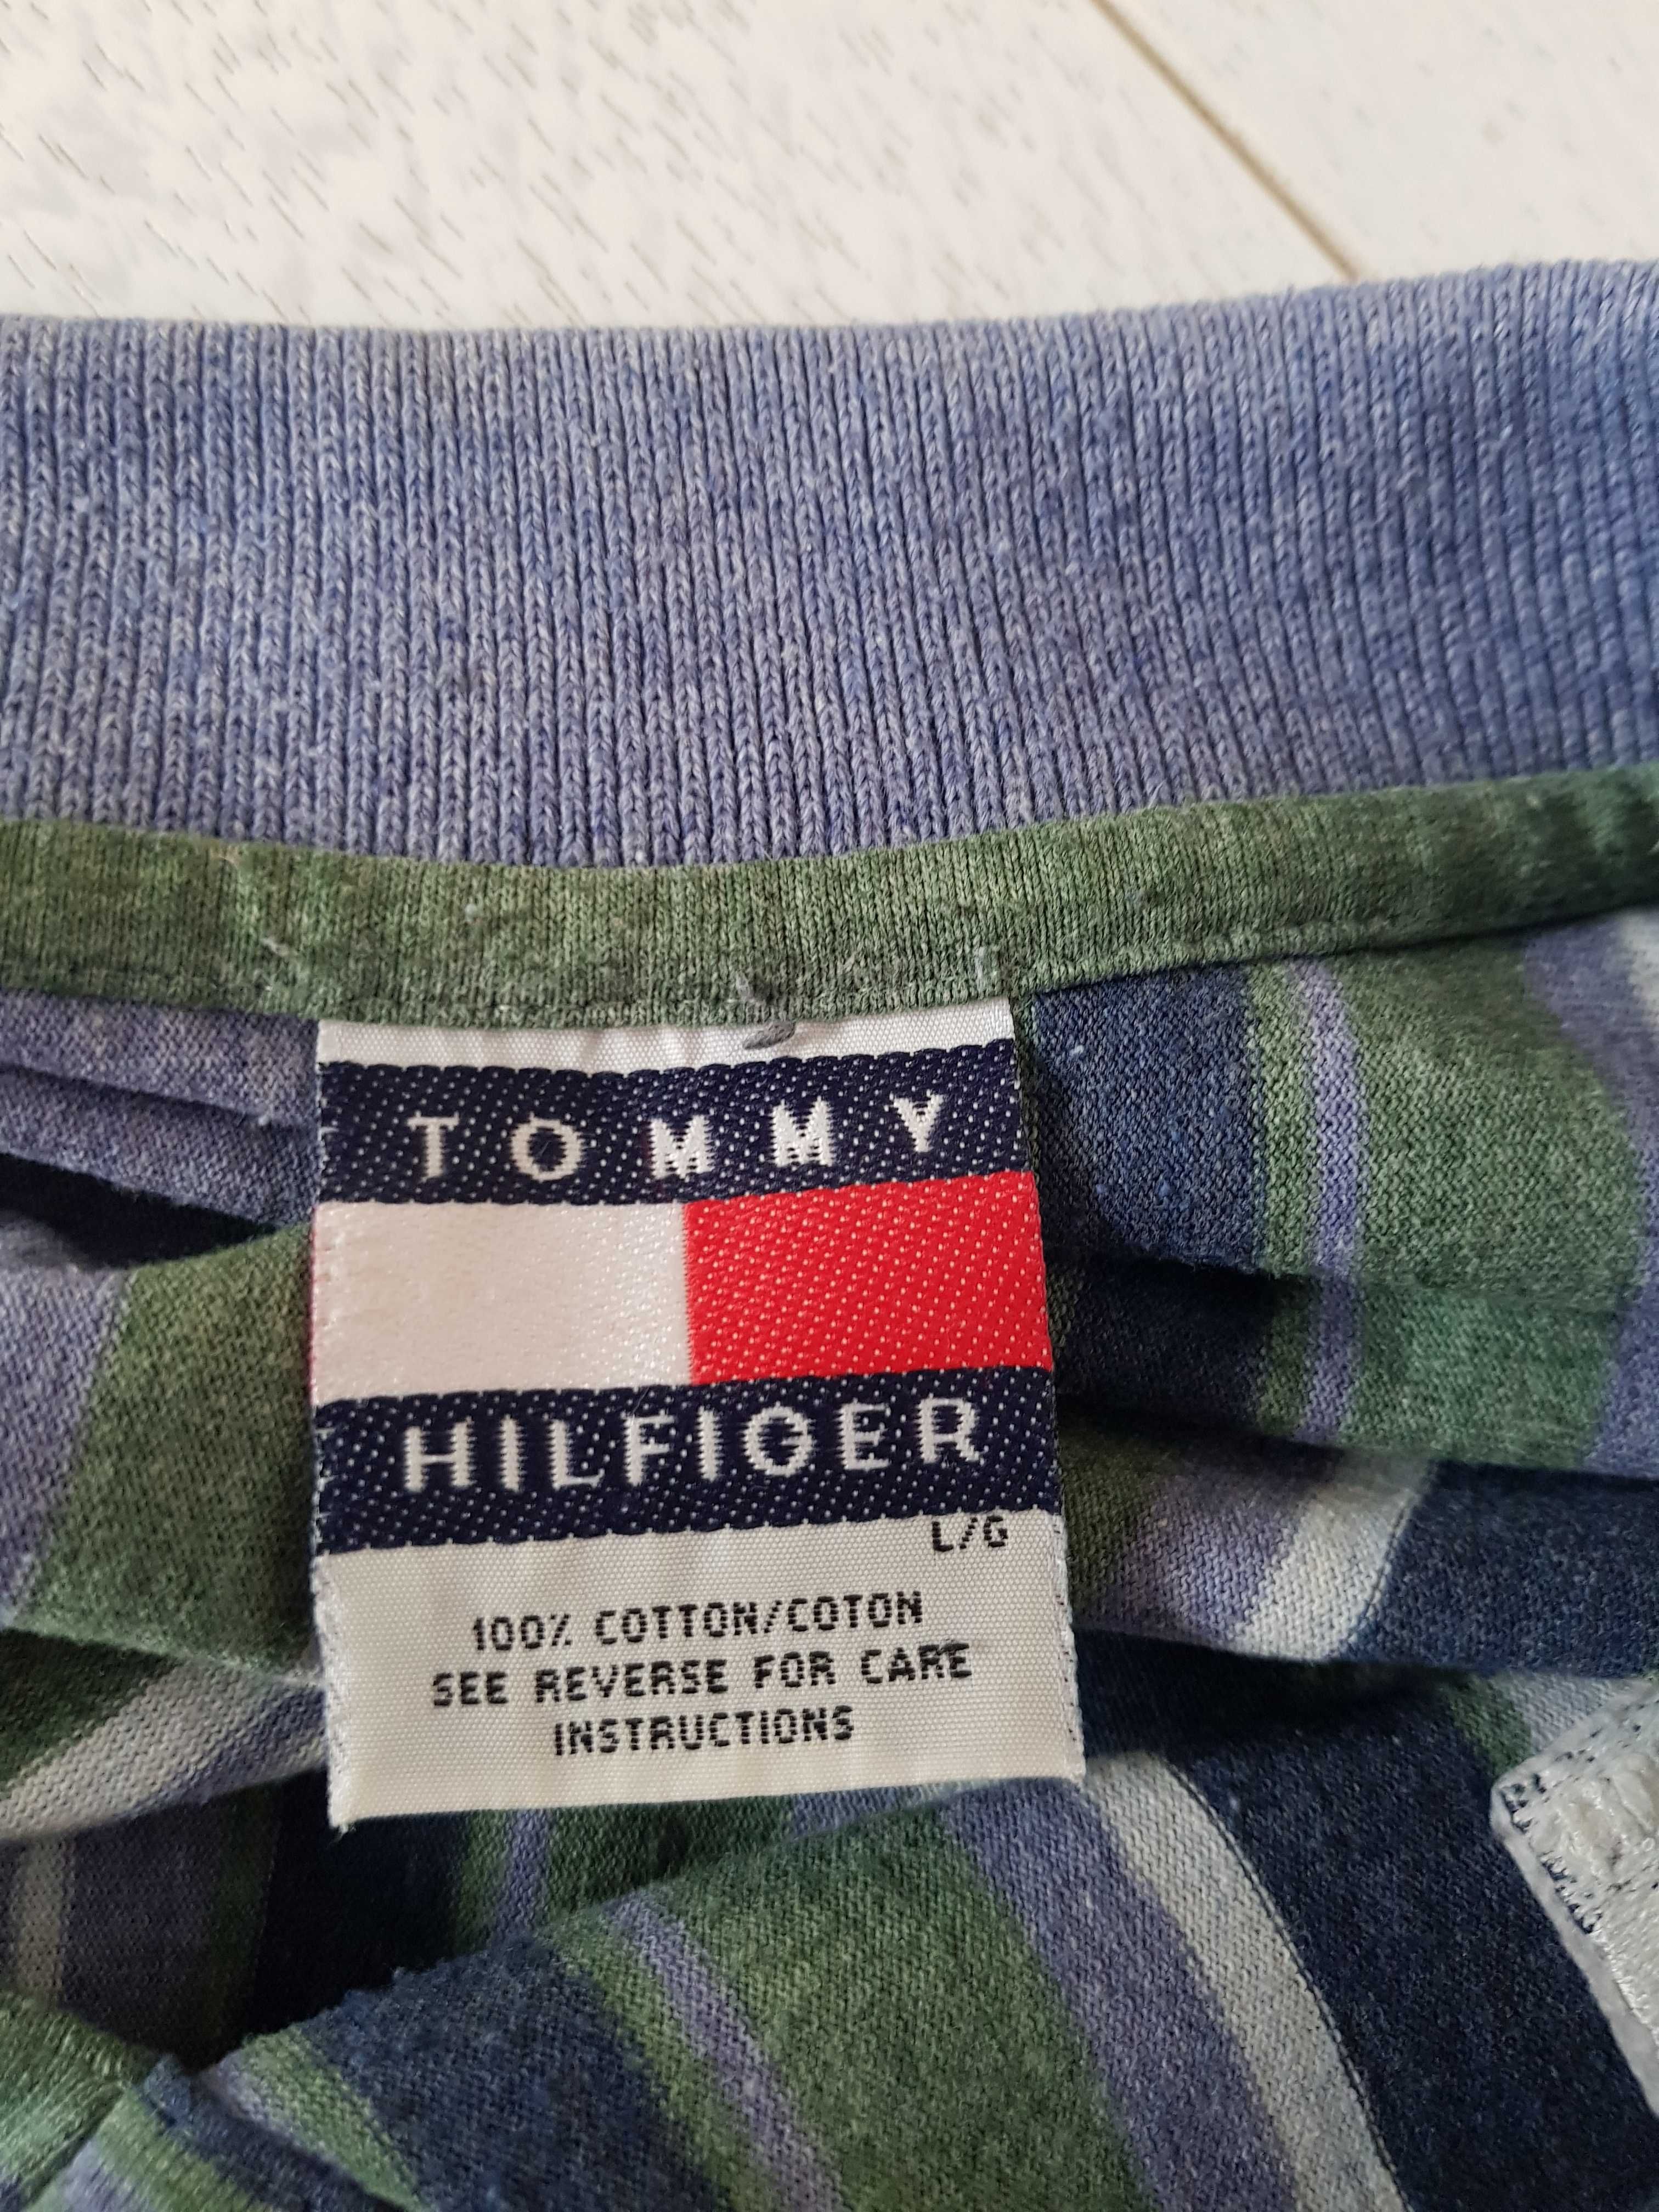 TOMMY
HILFIGER
L/G
100% COTTON/COTON
SEE REVERSE FOR CARE
INSTRUCTIONS